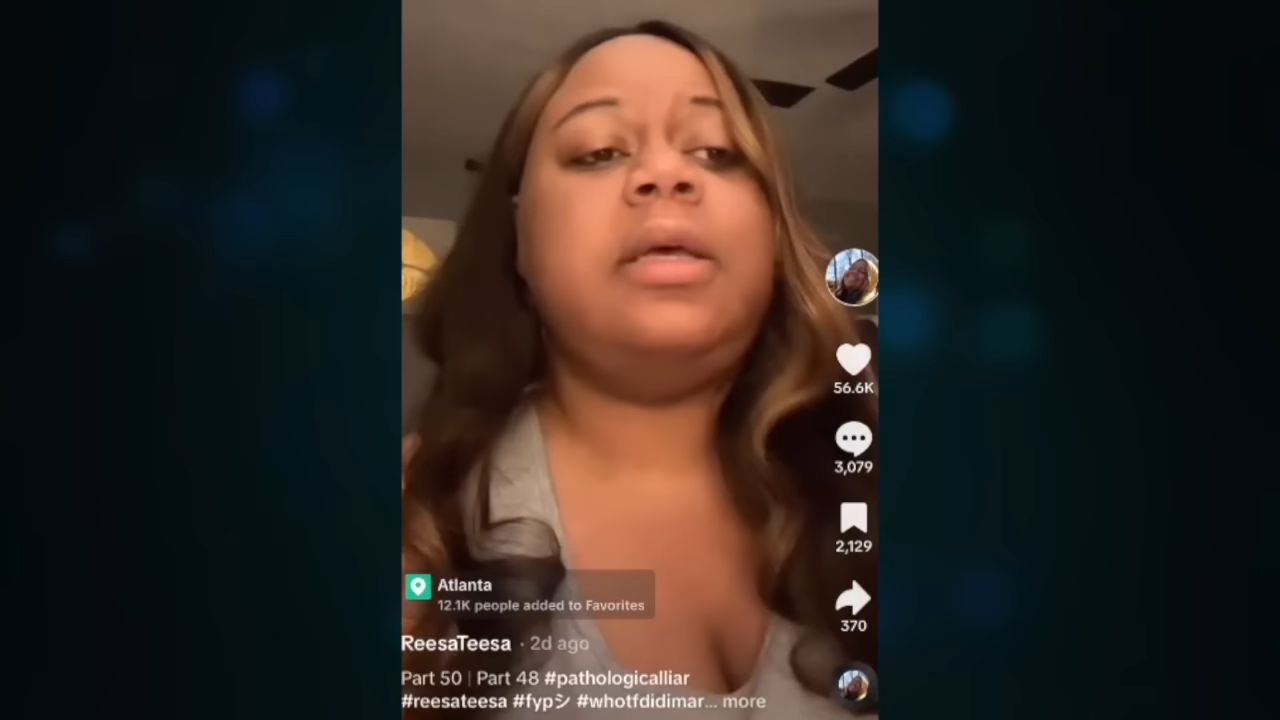 56.6K
3,079
2,129
370
Atlanta
12.1K people added to Favorites
ReesaTeesa · 2d ago
Part 50 | Part 48 #pathologicalliar
#reesateesa #fypシ #whotfdidimar... more